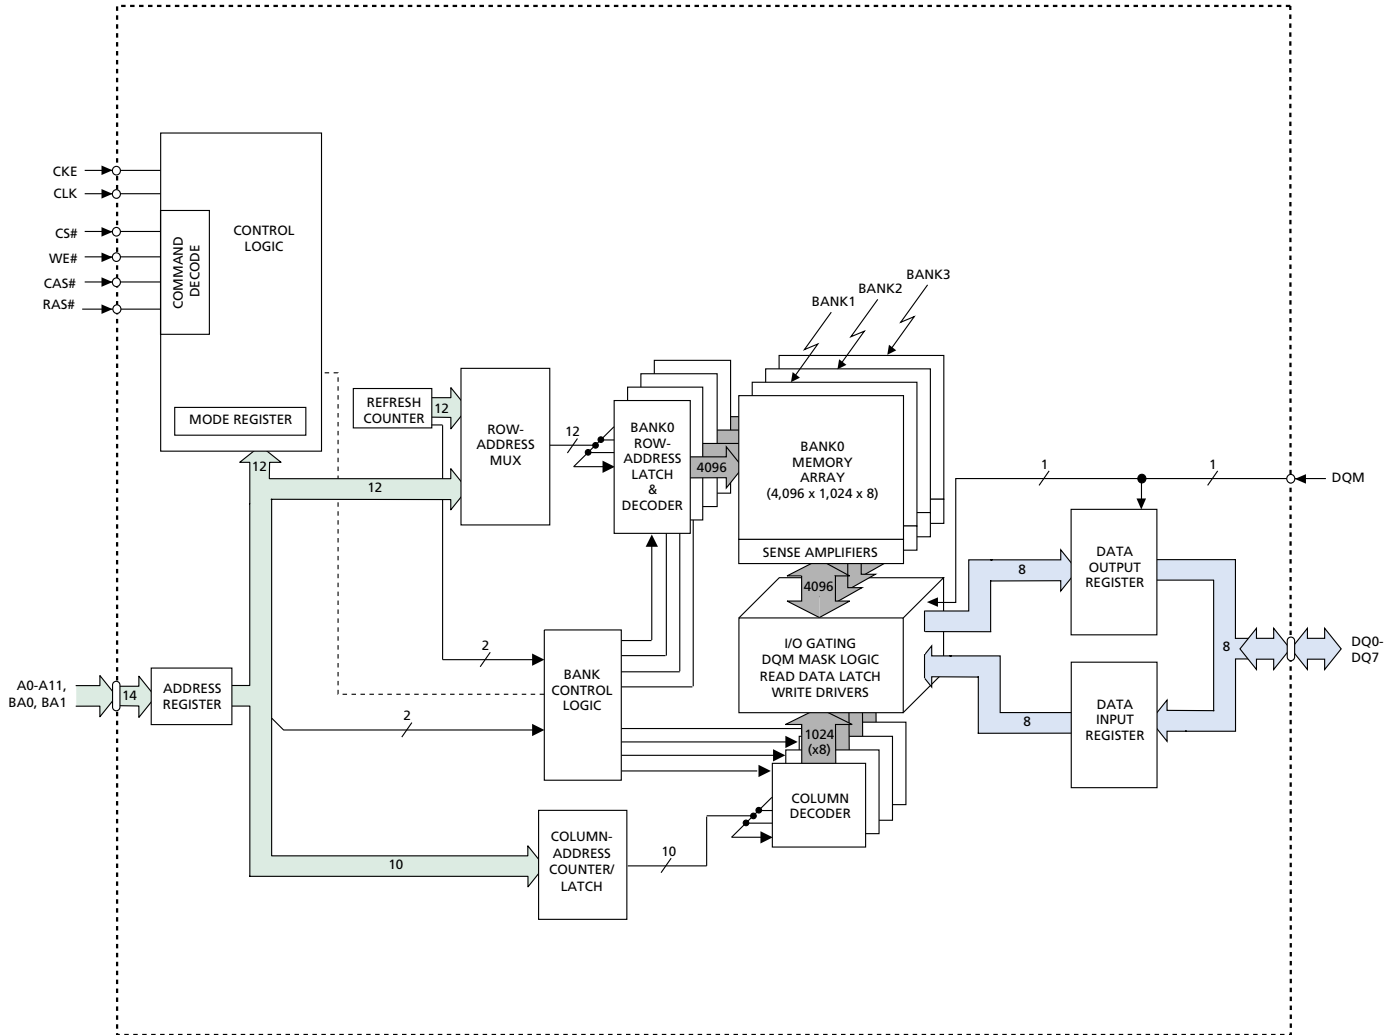 CKE
CLK
CS#
WE#
CAS#
RAS#
COMMAND
DECODE
CONTROL
LOGIC
MODE REGISTER
12
REFRESH
COUNTER
12
12
ROW-
ADDRESS
MUX
12
BANK0
ROW-
ADDRESS
LATCH
&
DECODER
4096
BANK1
BANK2
BANK3
BANK0
MEMORY
ARRAY
(4,096 x 1,024 x 8)
SENSE AMPLIFIERS
4096
I/O GATING
DQM MASK LOGIC
READ DATA LATCH
WRITE DRIVERS
1024
(x8)
COLUMN
DECODER
1
1
DQM
DATA
OUTPUT
REGISTER
8
8
DQ0-
DQ7
DATA
INPUT
REGISTER
8
A0-A11,
BA0, BA1
14
ADDRESS
REGISTER
2
2
BANK
CONTROL
LOGIC
10
COLUMN-
ADDRESS
COUNTER/
LATCH
10